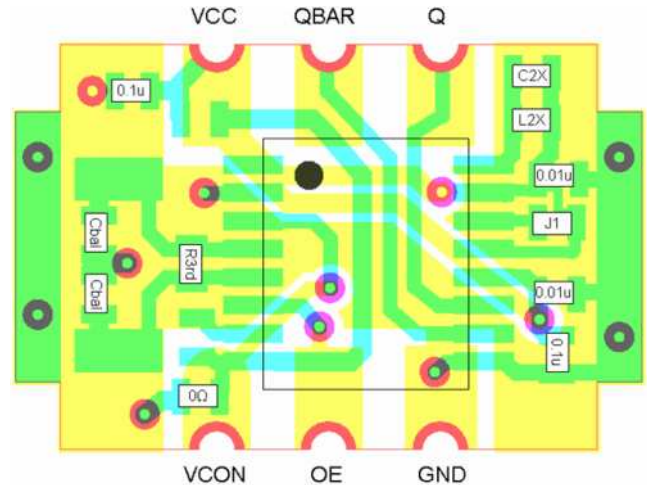 VCC QBAR Q
C2X
0.1u
L2X
0.01u
Cbal
J1
R3rd
Cbal
0.01u
0.1u
0Ω
VCON OE GND